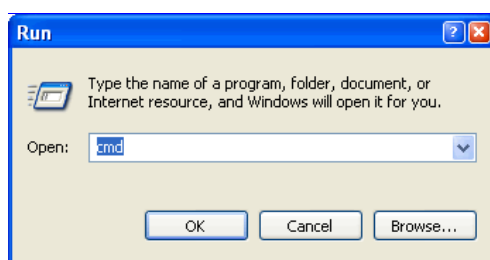 Run
Type the name of a program, folder, document, or
Internet resource, and Windows will open it for you.
Open: cmd
OK Cancel Browse...